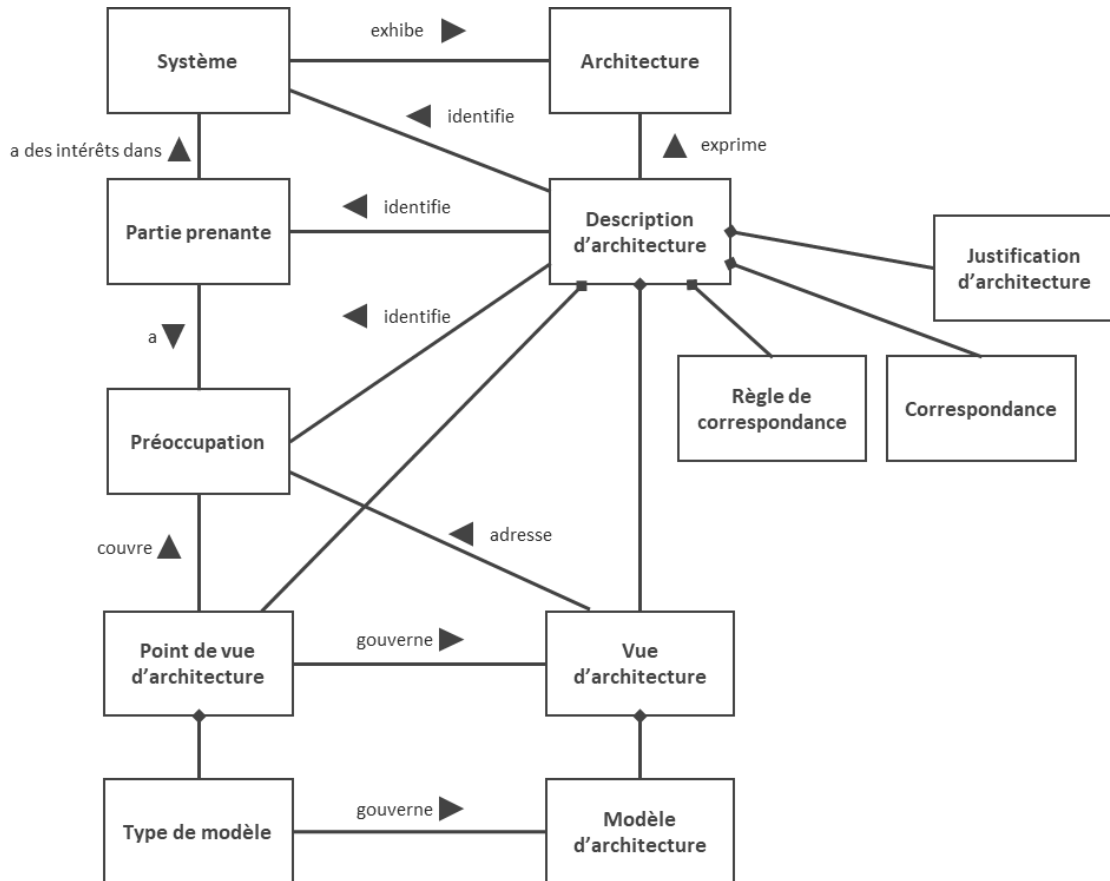 exhibe
Système
Architecture
identifie
a des intérêts dans
exprime
identifie
Partie prenante
Description
d’architecture
Justification
d’architecture
identifie
a
Règle de
correspondance
Correspondance
Préoccupation
adresse
couvre
Point de vue
d’architecture
gouverne
Vue
d’architecture
Type de modèle
gouverne
Modèle
d’architecture